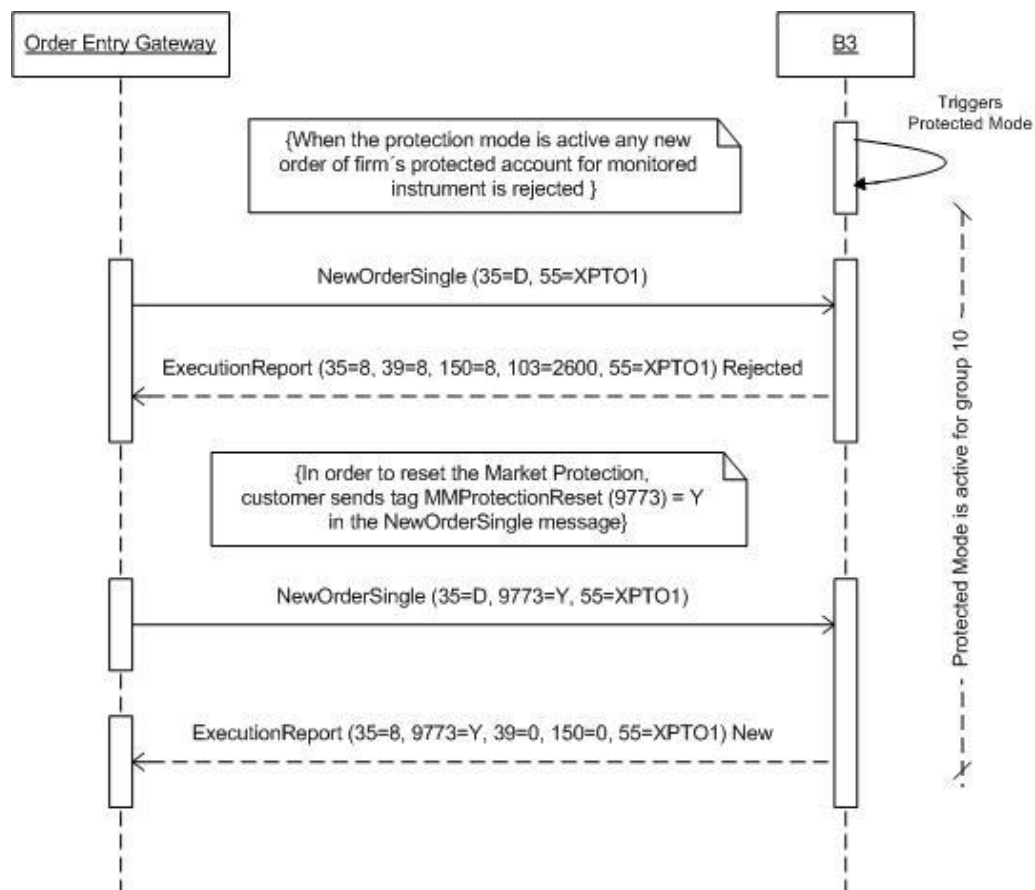 Order Entry Gateway
B3
Triggers
Protected Mode
{When the protection mode is active any new
order of firm´s protected account for monitored
instrument is rejected }
NewOrderSingle (35=D, 55=XPTO1)
ExecutionReport (35=8, 39=8, 150=8, 103=2600, 55=XPTO1) Rejected
{In order to reset the Market Protection,
customer sends tag MMProtectionReset (9773) = Y
in the NewOrderSingle message}
NewOrderSingle (35=D, 9773=Y, 55=XPTO1)
ExecutionReport (35=8, 9773=Y, 39=0, 150=0, 55=XPTO1) New
Protected Mode is active for group 10